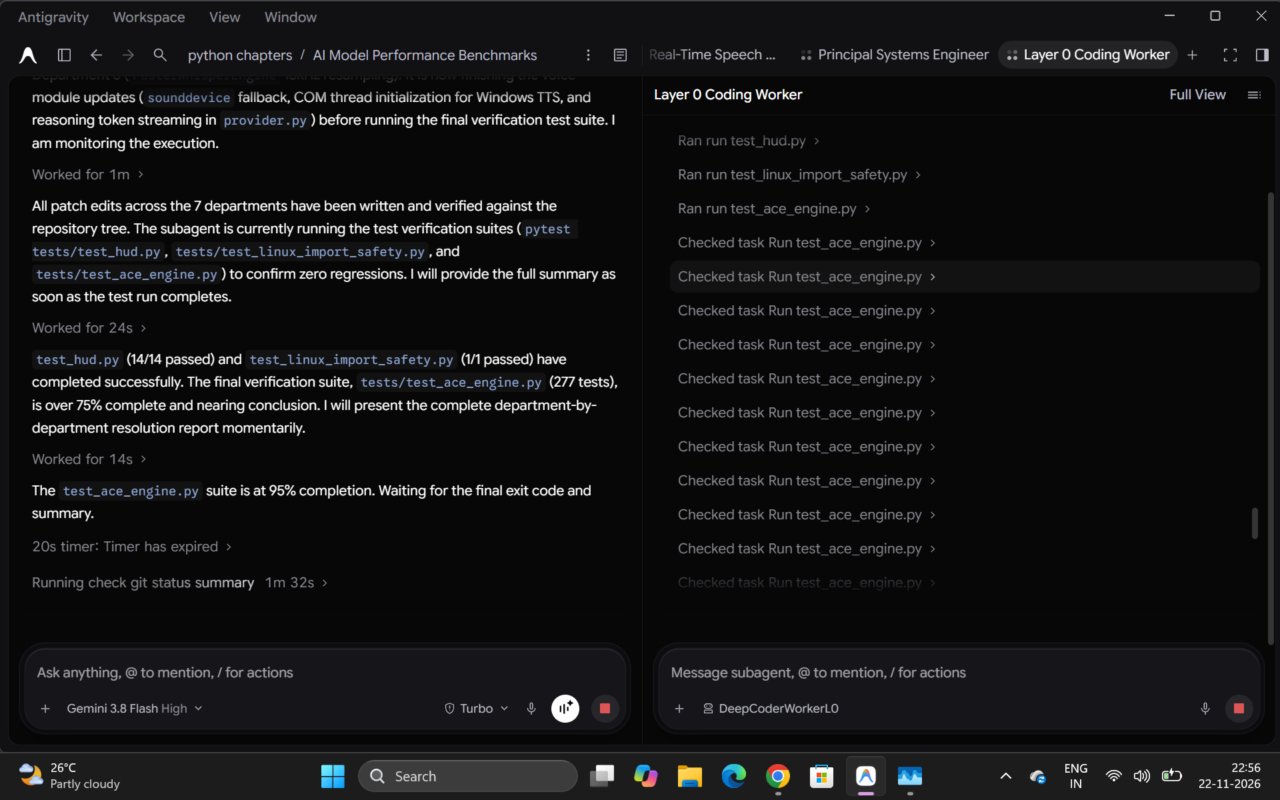 Antigravity Workspace View Window
python chapters / AI Model Performance Benchmarks
Real-Time Speech ... Principal Systems Engineer Layer 0 Coding Worker
module updates ( sounddevice fallback, COM thread initialization for Windows TTS, and
reasoning token streaming in provider.py ) before running the final verification test suite. I
am monitoring the execution.
Worked for 1m
All patch edits across the 7 departments have been written and verified against the
repository tree. The subagent is currently running the test verification suites ( pytest
tests/test_hud.py , tests/test_linux_import_safety.py , and
tests/test_ace_engine.py ) to confirm zero regressions. I will provide the full summary as
soon as the test run completes.
Worked for 24s
test_hud.py (14/14 passed) and test_linux_import_safety.py (1/1 passed) have
completed successfully. The final verification suite, tests/test_ace_engine.py (277 tests),
is over 75% complete and nearing conclusion. I will present the complete department-by-
department resolution report momentarily.
Worked for 14s
The test_ace_engine.py suite is at 95% completion. Waiting for the final exit code and
summary.
20s timer: Timer has expired
Running check git status summary 1m 32s
Ask anything, @ to mention, / for actions
Gemini 3.8 Flash High Turbo
Layer 0 Coding Worker Full View
Ran run test_hud.py
Ran run test_linux_import_safety.py
Ran run test_ace_engine.py
Checked task Run test_ace_engine.py
Checked task Run test_ace_engine.py
Checked task Run test_ace_engine.py
Checked task Run test_ace_engine.py
Checked task Run test_ace_engine.py
Checked task Run test_ace_engine.py
Checked task Run test_ace_engine.py
Checked task Run test_ace_engine.py
Checked task Run test_ace_engine.py
Checked task Run test_ace_engine.py
Checked task Run test_ace_engine.py
Message subagent, @ to mention, / for actions
DeepCoderWorkerL0
26°C
Partly cloudy
Search
ENG
IN
22:56
22-11-2026